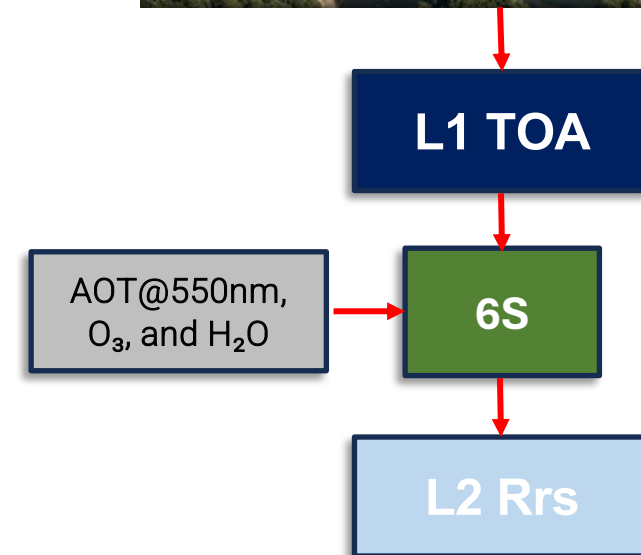 L1 TOA
AOT@550nm,
O₃, and H₂O
6S
L2 Rrs